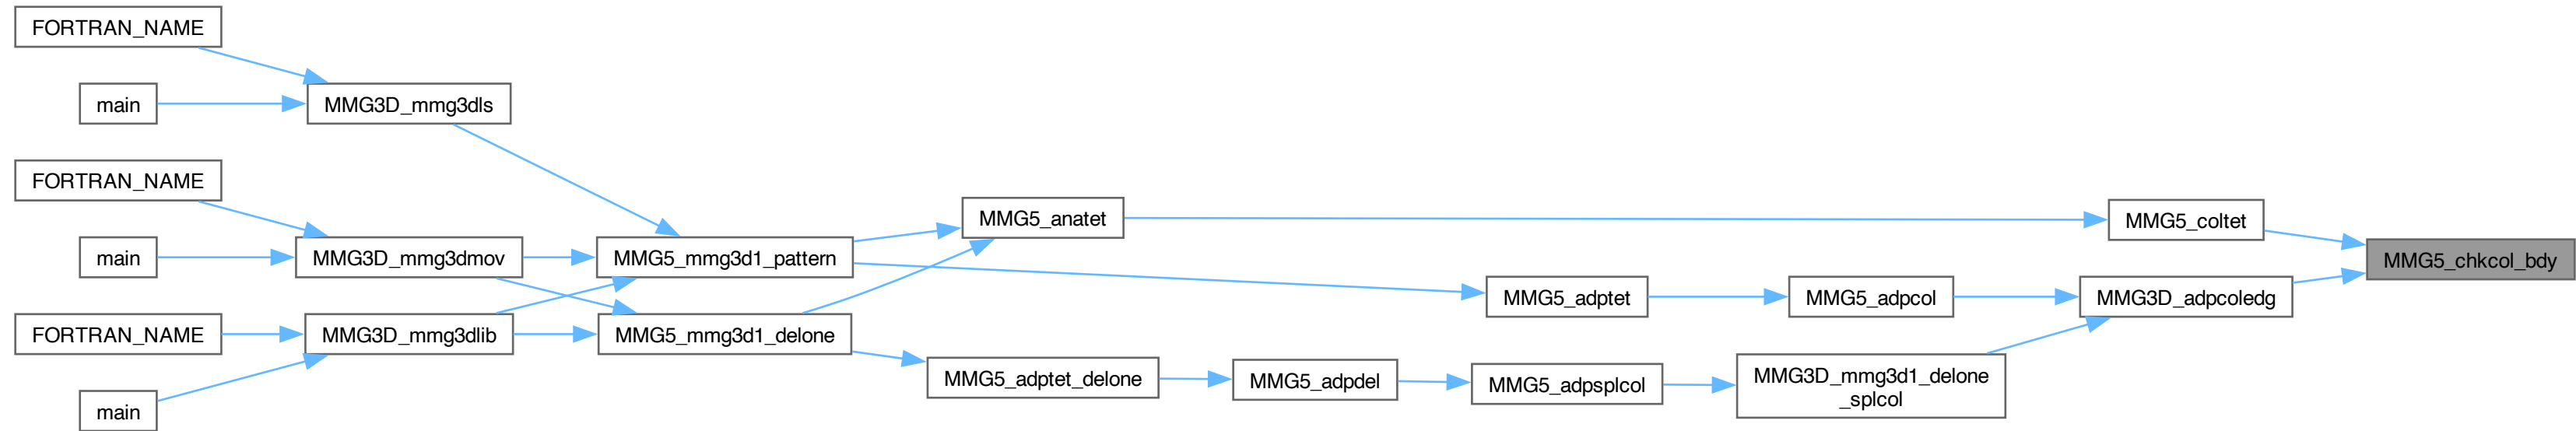 FORTRAN_NAME
main
MMG3D_mmg3dls
FORTRAN_NAME
main
MMG3D_mmg3dmov
FORTRAN_NAME
main
MMG3D_mmg3dlib
MMG5_mmg3d1_pattern
MMG5_mmg3d1_delone
MMG5_anatet
MMG5_adptet_delone
MMG5_adpdel
MMG5_adptet
MMG5_adpsplcol
MMG5_adpcol
MMG3D_mmg3d1_delone
_splcol
MMG5_coltet
MMG3D_adpcoledg
MMG5_chkcol_bdy